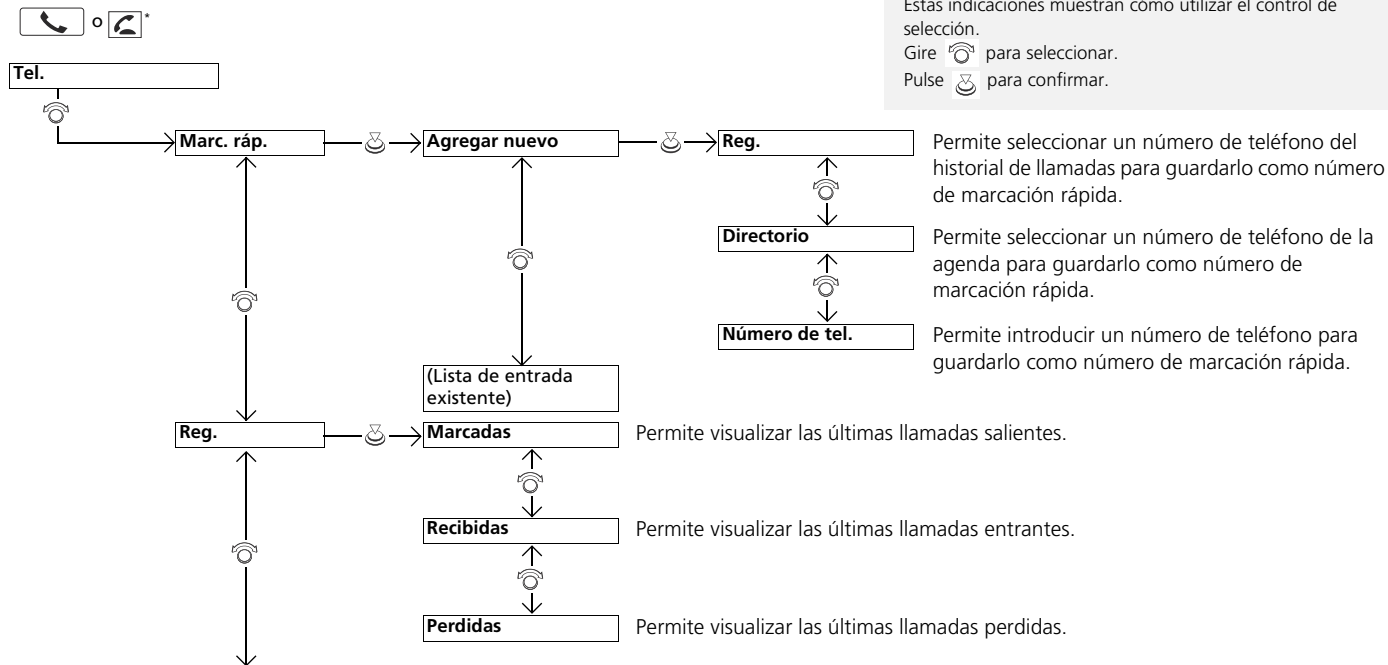 Estas indicaciones muestran cómo utilizar el control de
selección.
Gire para seleccionar.
Pulse para confirmar.
o *
Tel.
Marc. ráp.
Agregar nuevo
Reg.
Permite seleccionar un número de teléfono del
historial de llamadas para guardarlo como número
de marcación rápida.
Directorio
Permite seleccionar un número de teléfono de la
agenda para guardarlo como número de
marcación rápida.
Número de tel.
Permite introducir un número de teléfono para
guardarlo como número de marcación rápida.
(Lista de entrada
existente)
Reg.
Marcadas
Permite visualizar las últimas llamadas salientes.
Recibidas
Permite visualizar las últimas llamadas entrantes.
Perdidas
Permite visualizar las últimas llamadas perdidas.